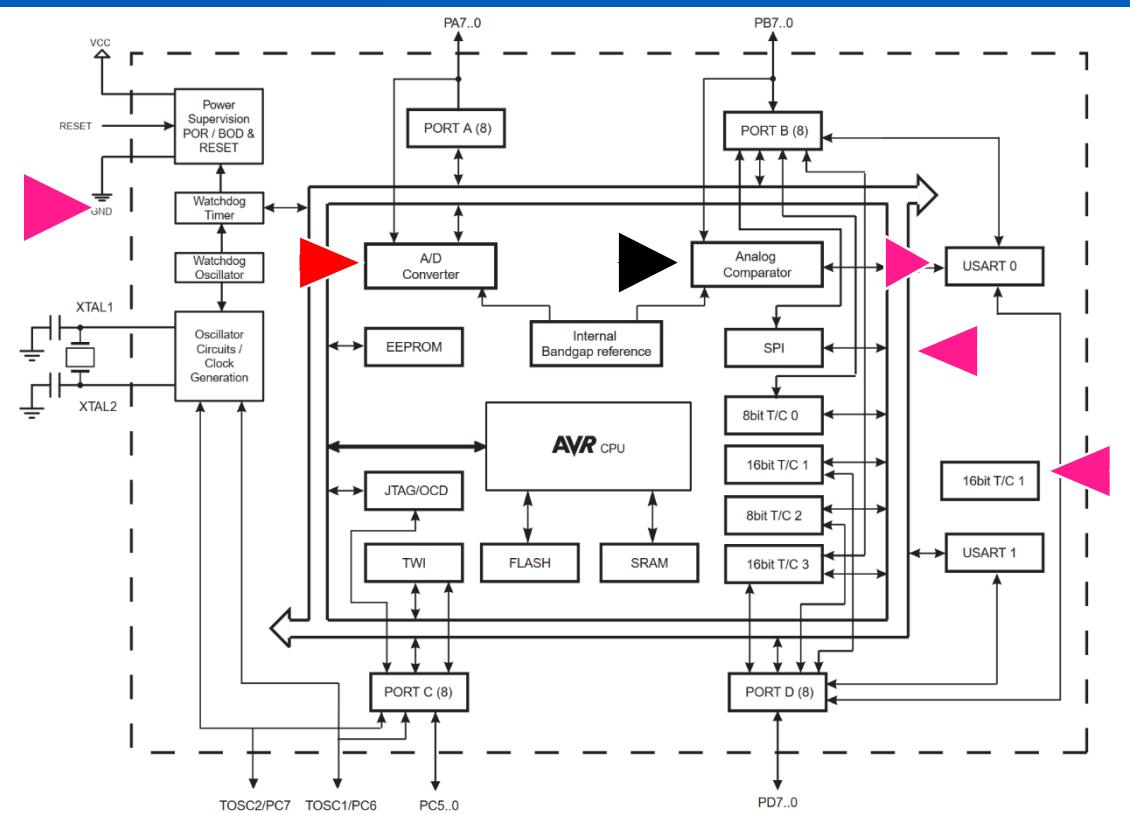 PA7..0
PB7..0
VCC
Power
Supervision
POR / BOD &
RESET
RESET
PORT A (8)
PORT B (8)
GND
Watchdog
Timer
Watchdog
Oscillator
A/D
Converter
Analog
Comparator
USART 0
XTAL1
Oscillator
Circuits /
Clock
Generation
XTAL2
EEPROM
Internal
Bandgap reference
SPI
8bit T/C 0
AVR CPU
16bit T/C 1
16bit T/C 1
JTAG/OCD
8bit T/C 2
TWI
FLASH
SRAM
16bit T/C 3
USART 1
PORT C (8)
PORT D (8)
TOSC2/PC7
TOSC1/PC6
PC5..0
PD7..0